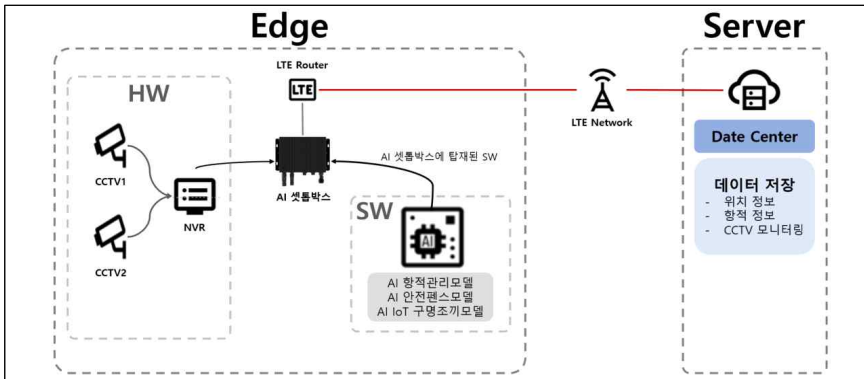 Edge
Server
LTE Router
LTE
HW
CCTV1
CCTV2
NVR
AI 셋톱박스
AI 셋톱박스에 탑재된 SW
SW
AI
AI 항적관리모델
AI 안전펜스모델
AI IoT 구명조끼모델
LTE Network
Date Center
데이터 저장
- 위치 정보
- 항적 정보
- CCTV 모니터링